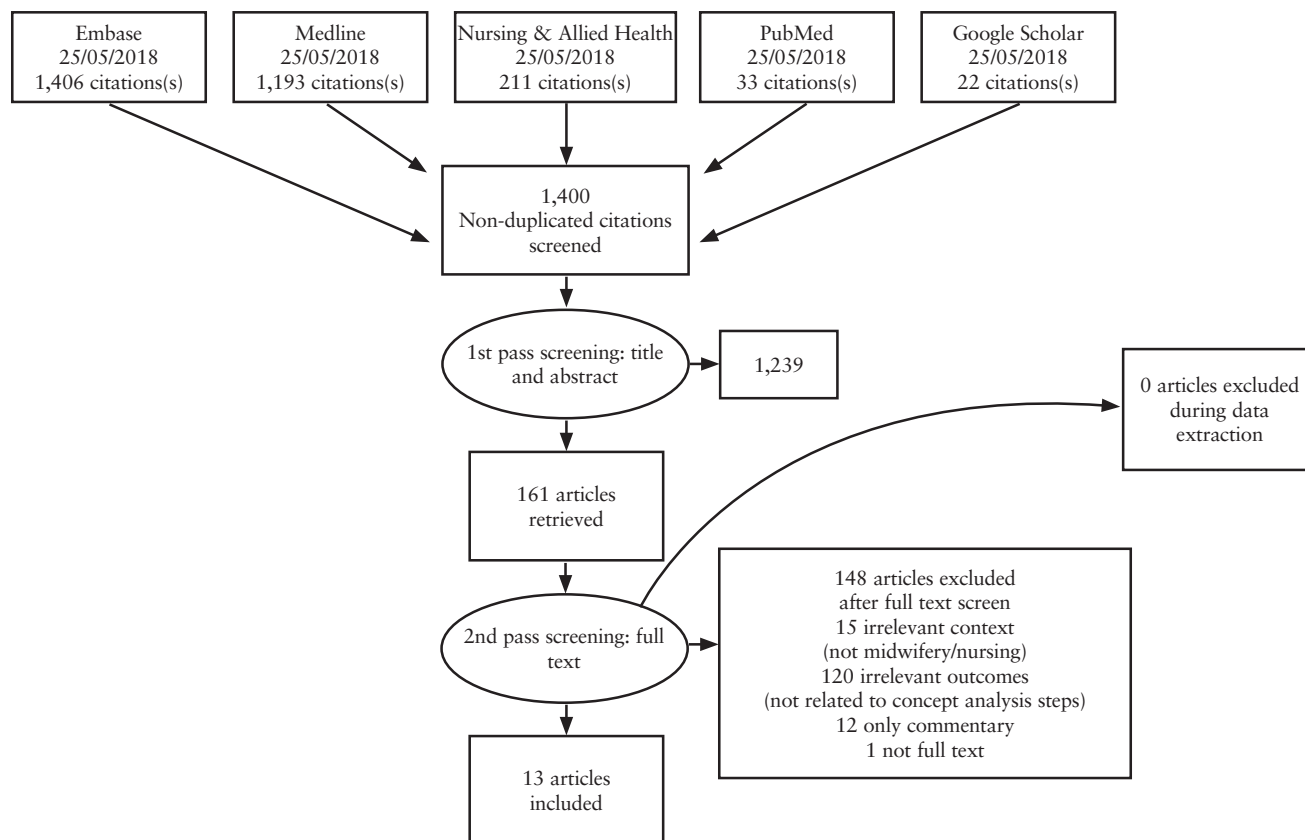 Embase
25/05/2018
1,406 citations(s)
Medline
25/05/2018
1,193 citations(s)
Nursing & Allied Health
25/05/2018
211 citations(s)
PubMed
25/05/2018
33 citations(s)
Google Scholar
25/05/2018
22 citations(s)
1,400
Non-duplicated citations
screened
1st pass screening: title
and abstract
1,239
0 articles excluded
during data
extraction
161 articles
retrieved
2nd pass screening: full
text
148 articles excluded
after full text screen
15 irrelevant context
(not midwifery/nursing)
120 irrelevant outcomes
(not related to concept analysis steps)
12 only commentary
1 not full text
13 articles
included